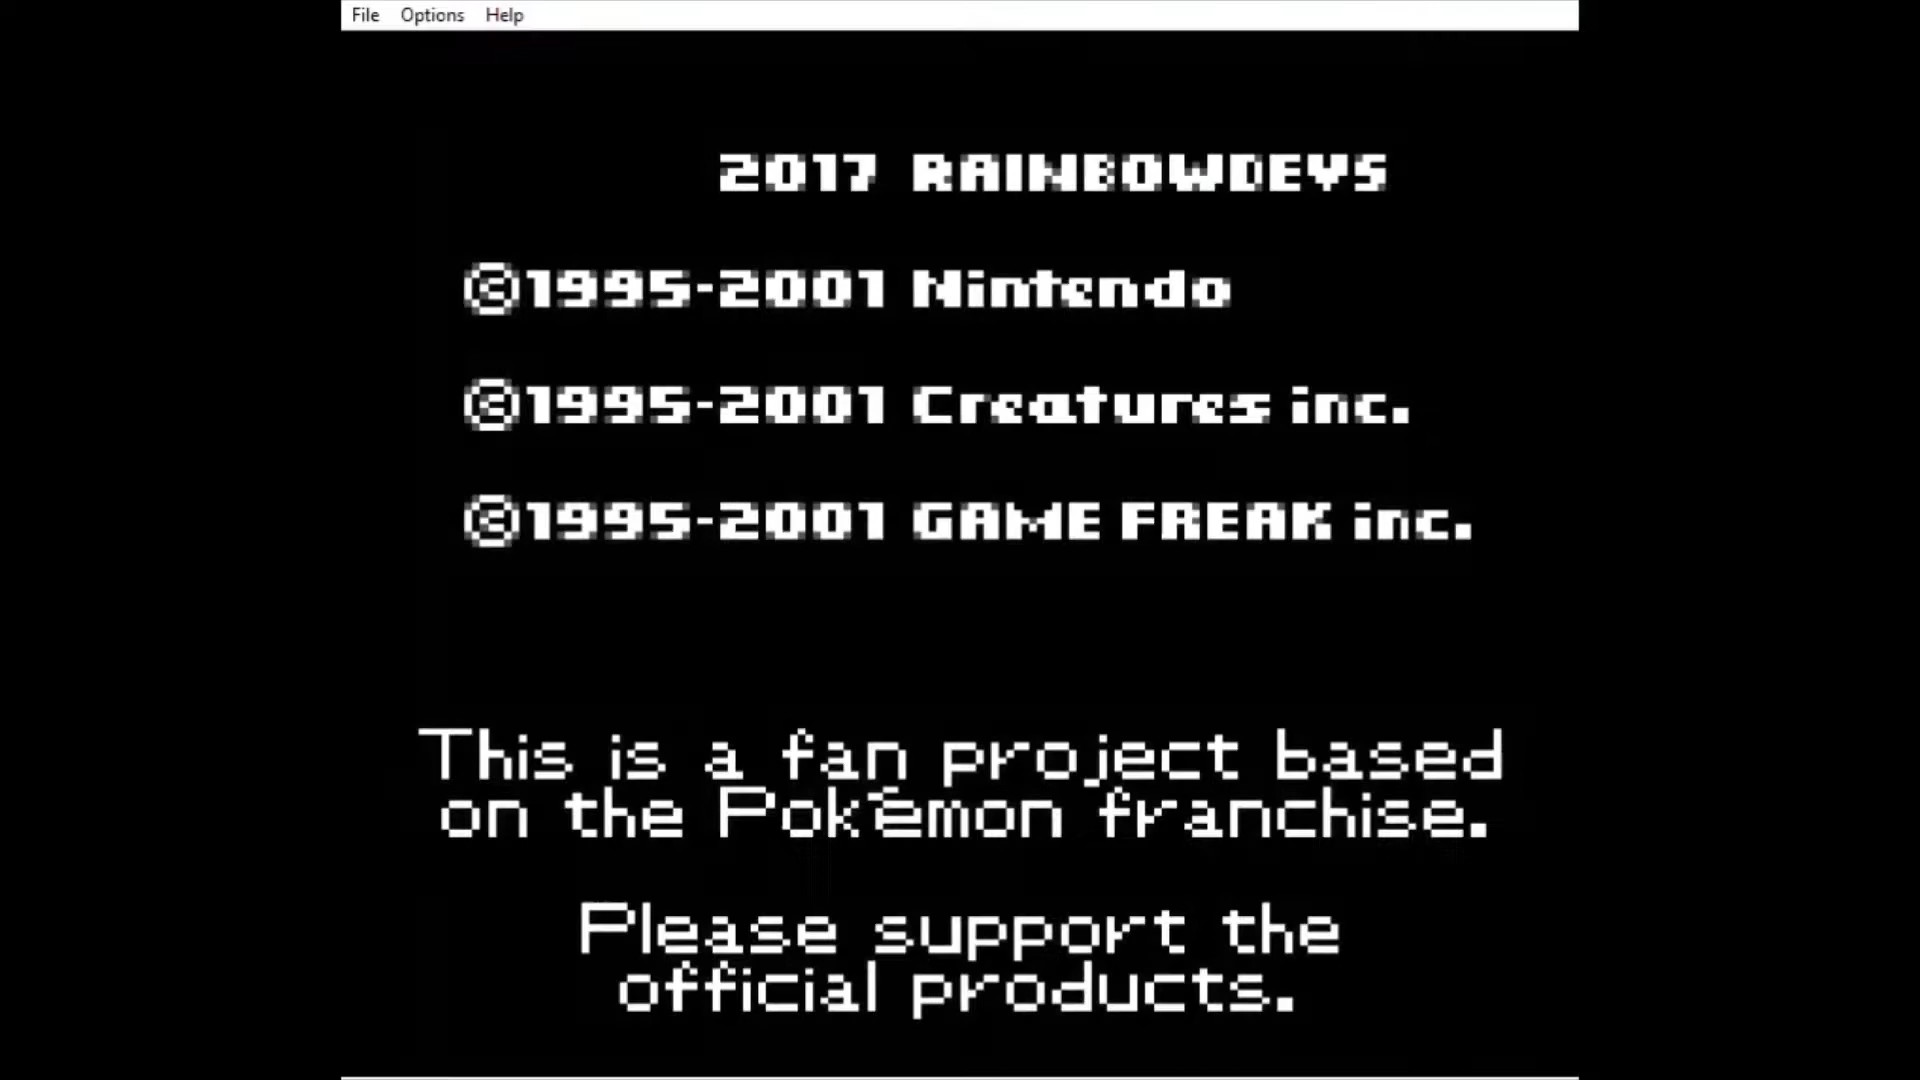 File Options Help
2017 RAINBOWDEVS
©1995-2001 Nintendo
©1995-2001 Creatures inc.
©1995-2001 GAME FREAK inc.
This is a fan project based
on the Pokémon franchise.
Please support the
official products.